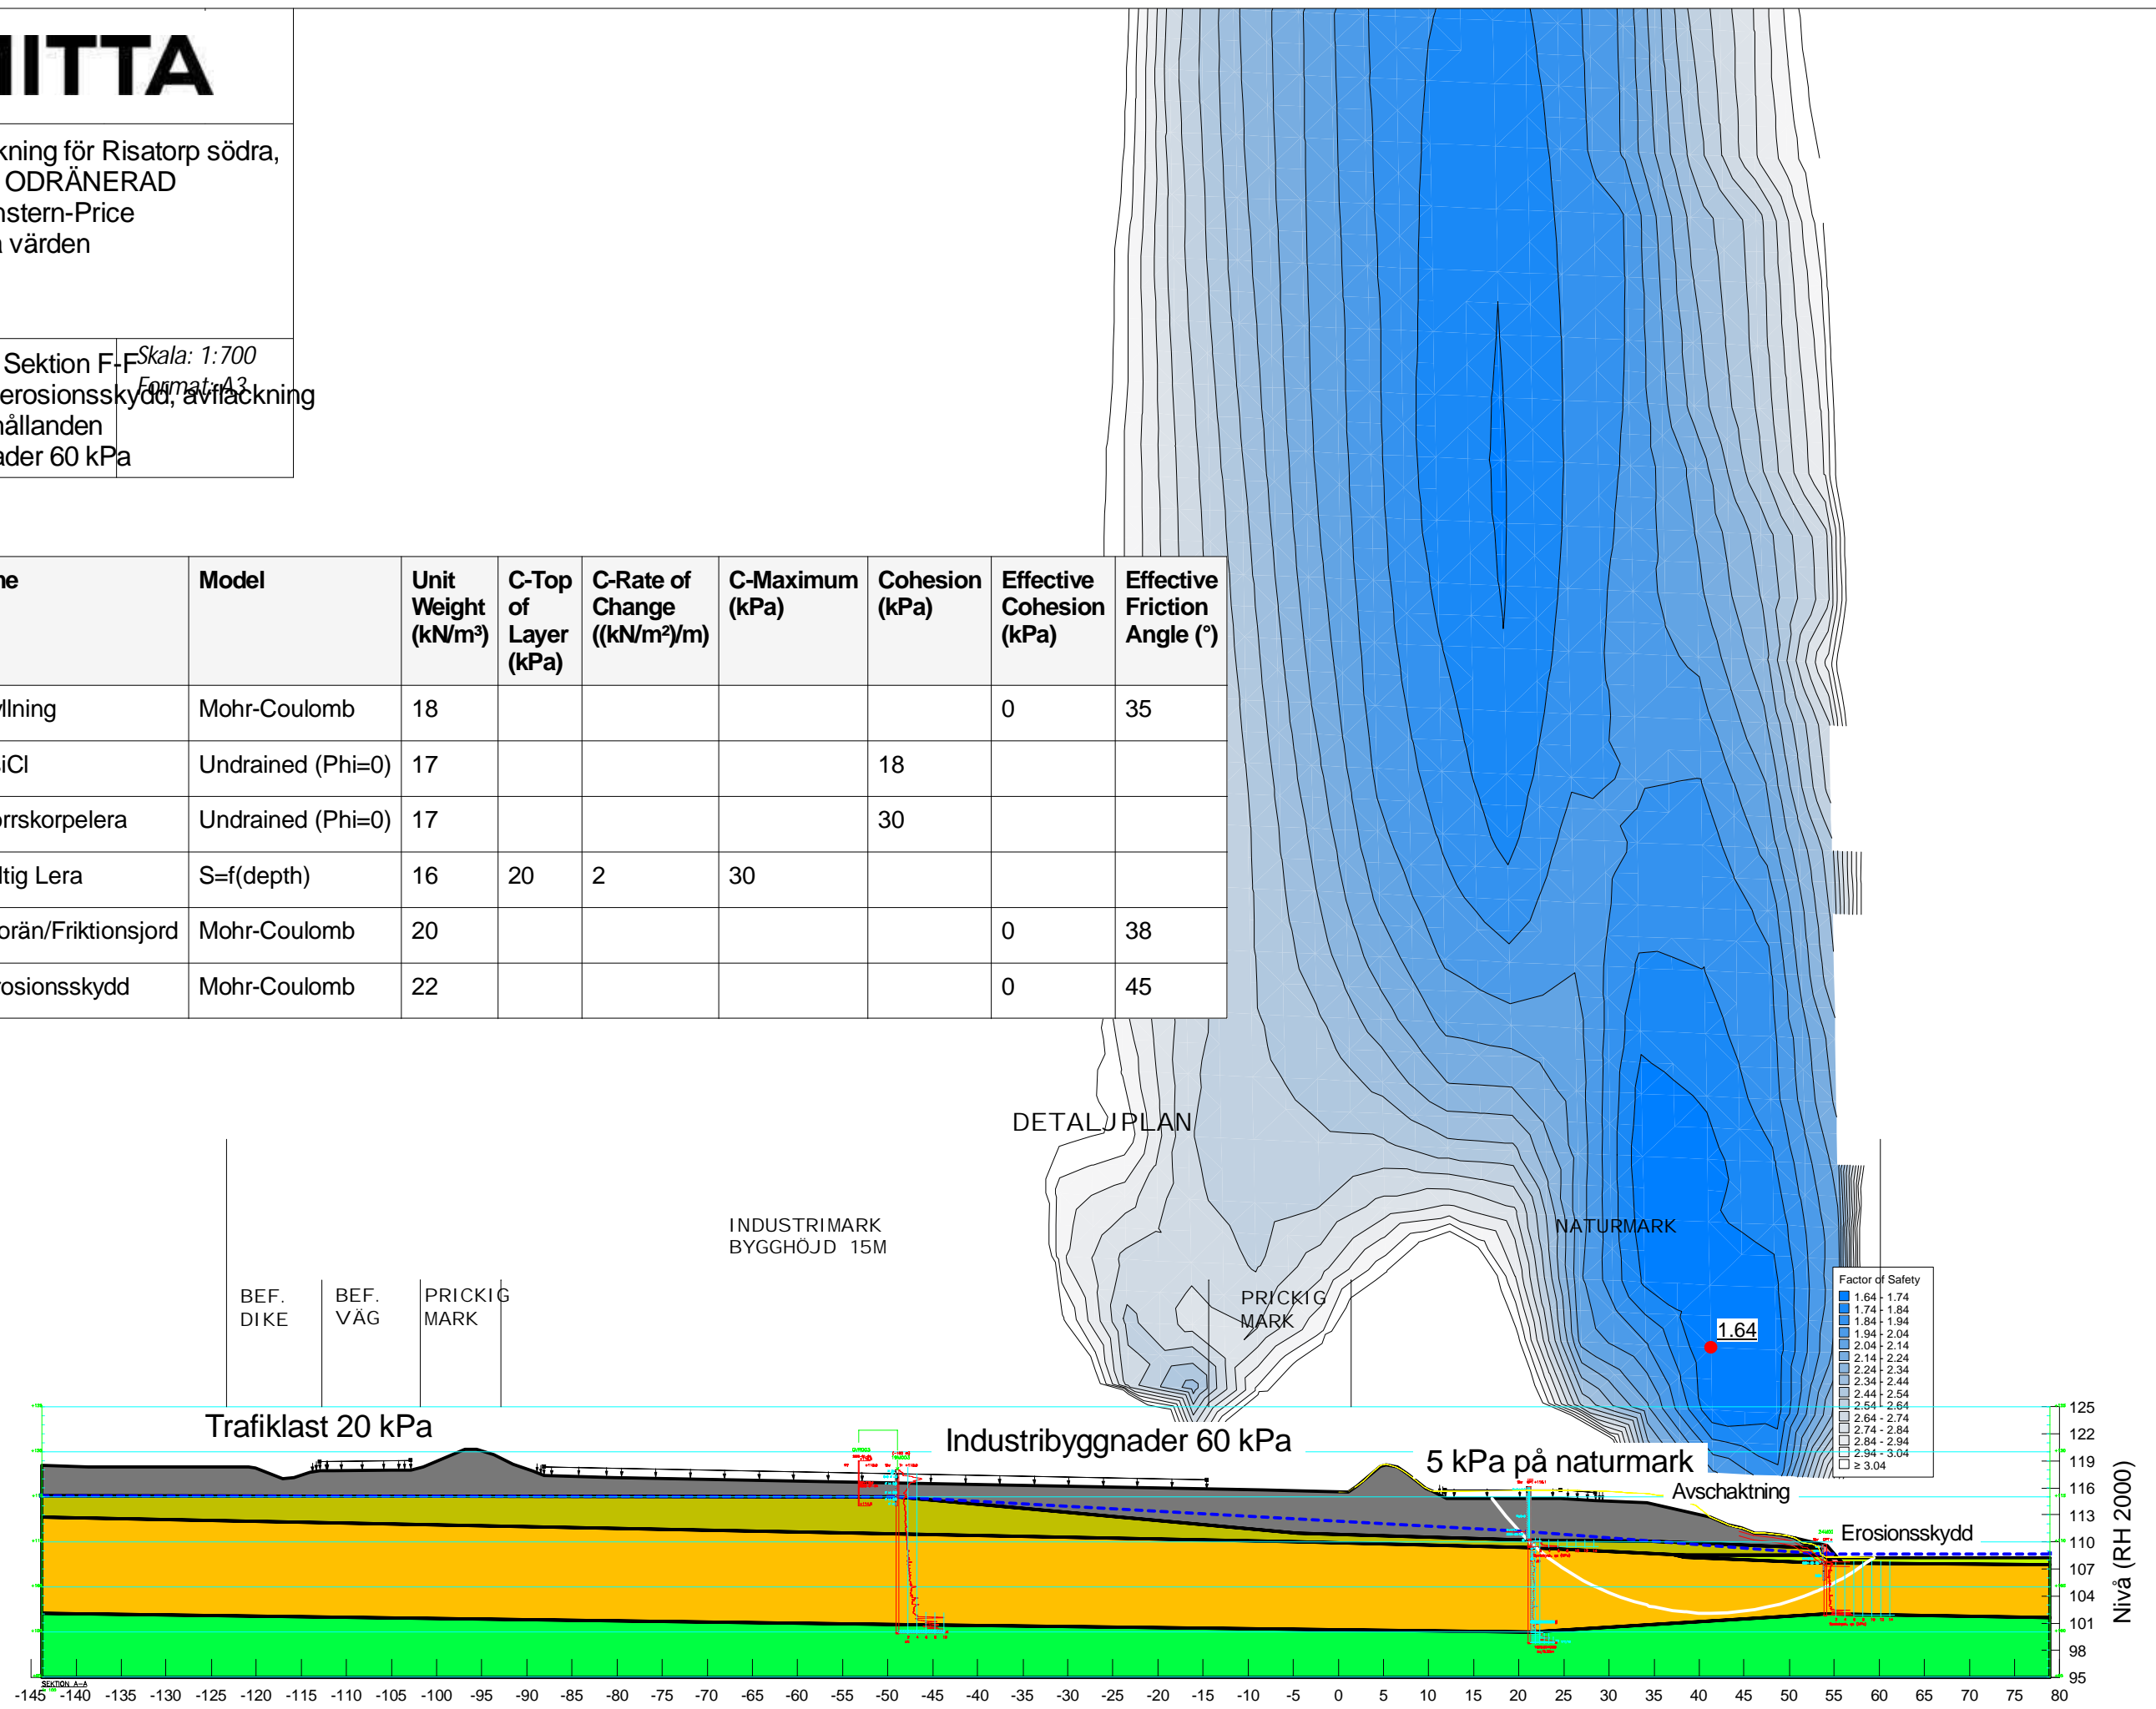 MITTA
kning för Risatorp södra,
ODRÄNERAD
nstern-Price
a värden
Sektion F-F
Skala: 1:700
erosionsskydd, avflackning
Format: A3
hållanden
ader 60 kPa
ne Model Unit Weight (kN/m³) C-Top of Layer (kPa) C-Rate of Change ((kN/m²)/m) C-Maximum (kPa) Cohesion (kPa) Effective Cohesion (kPa) Effective Friction Angle (°)
llning Mohr-Coulomb 18 0 35
iCl Undrained (Phi=0) 17 18
orrskorpelera Undrained (Phi=0) 17 30
ltig Lera S=f(depth) 16 20 2 30
orän/Friktionsjord Mohr-Coulomb 20 0 38
rosionsskydd Mohr-Coulomb 22 0 45
DETALJPLAN
INDUSTRIMARK
BYGGHÖJD 15M
NATURMARK
BEF.
DIKE
BEF.
VÄG
PRICKIG
MARK
PRICKIG
MARK
1.64
Factor of Safety
1.64 - 1.74
1.74 - 1.84
1.84 - 1.94
1.94 - 2.04
2.04 - 2.14
2.14 - 2.24
2.24 - 2.34
2.34 - 2.44
2.44 - 2.54
2.54 - 2.64
2.64 - 2.74
2.74 - 2.84
2.84 - 2.94
2.94 - 3.04
≥ 3.04
Trafiklast 20 kPa
Industribyggnader 60 kPa
5 kPa på naturmark
Avschaktning
Erosionsskydd
125
122
119
116
113
110
107
104
101
98
95
Nivå (RH 2000)
SEKTION A-A
-145 -140 -135 -130 -125 -120 -115 -110 -105 -100 -95 -90 -85 -80 -75 -70 -65 -60 -55 -50 -45 -40 -35 -30 -25 -20 -15 -10 -5 0 5 10 15 20 25 30 35 40 45 50 55 60 65 70 75 80